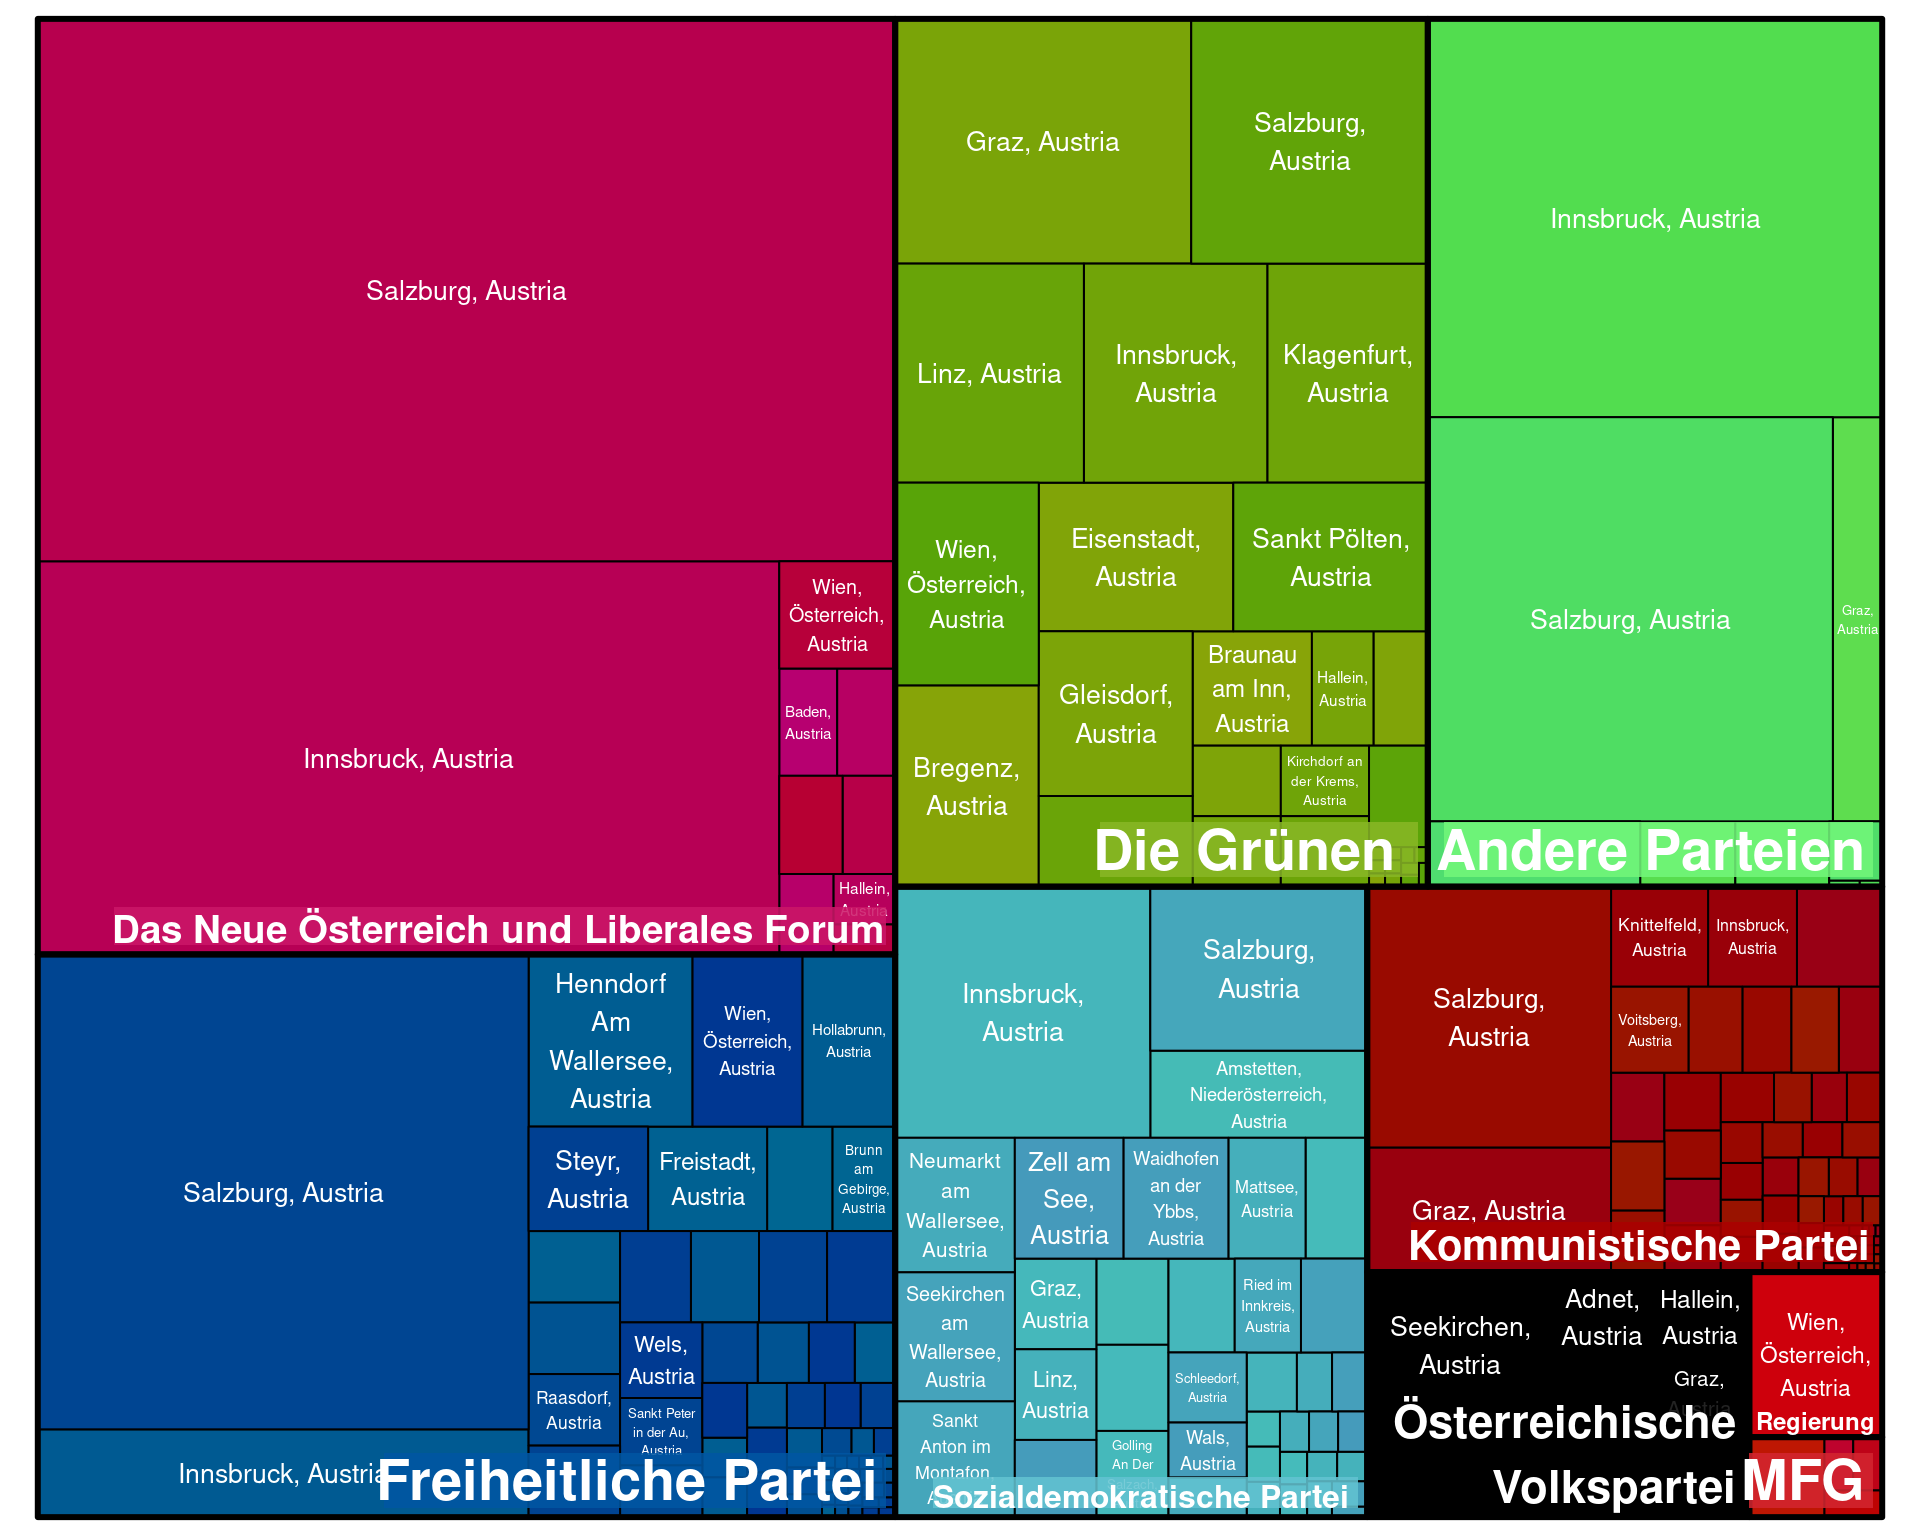 Salzburg, Austria
Innsbruck, Austria
Wien,
Österreich,
Austria
Baden,
Austria
Hallein,
Austria
Das Neue Österreich und Liberales Forum
Graz, Austria
Salzburg,
Austria
Linz, Austria
Innsbruck,
Austria
Klagenfurt,
Austria
Wien,
Österreich,
Austria
Eisenstadt,
Austria
Sankt Pölten,
Austria
Bregenz,
Austria
Gleisdorf,
Austria
Braunau
am Inn,
Austria
Hallein,
Austria
Kirchdorf an
der Krems,
Austria
Die Grünen
Innsbruck, Austria
Salzburg, Austria
Graz,
Austria
Andere Parteien
Salzburg, Austria
Innsbruck, Austria
Henndorf
Am
Wallersee,
Austria
Wien,
Österreich,
Austria
Hollabrunn,
Austria
Steyr,
Austria
Freistadt,
Austria
Brunn
am
Gebirge,
Austria
Wels,
Austria
Raasdorf,
Austria
Sankt Peter
in der Au,
Austria
Freiheitliche Partei
Innsbruck,
Austria
Salzburg,
Austria
Amstetten,
Niederösterreich,
Austria
Neumarkt
am
Wallersee,
Austria
Zell am
See,
Austria
Waidhofen
an der
Ybbs,
Austria
Mattsee,
Austria
Seekirchen
am
Wallersee,
Austria
Graz,
Austria
Ried im
Innkreis,
Austria
Linz,
Austria
Schleedorf,
Austria
Sankt
Anton im
Montafon,
Golling
An Der
Wals,
Austria
Sozialdemokratische Partei
Salzburg,
Austria
Knittelfeld,
Austria
Innsbruck,
Austria
Voitsberg,
Austria
Graz, Austria
Kommunistische Partei
Seekirchen,
Austria
Adnet,
Austria
Hallein,
Austria
Graz,
Austria
Österreichische
Volkspartei
Wien,
Österreich,
Austria
Regierung
MFG